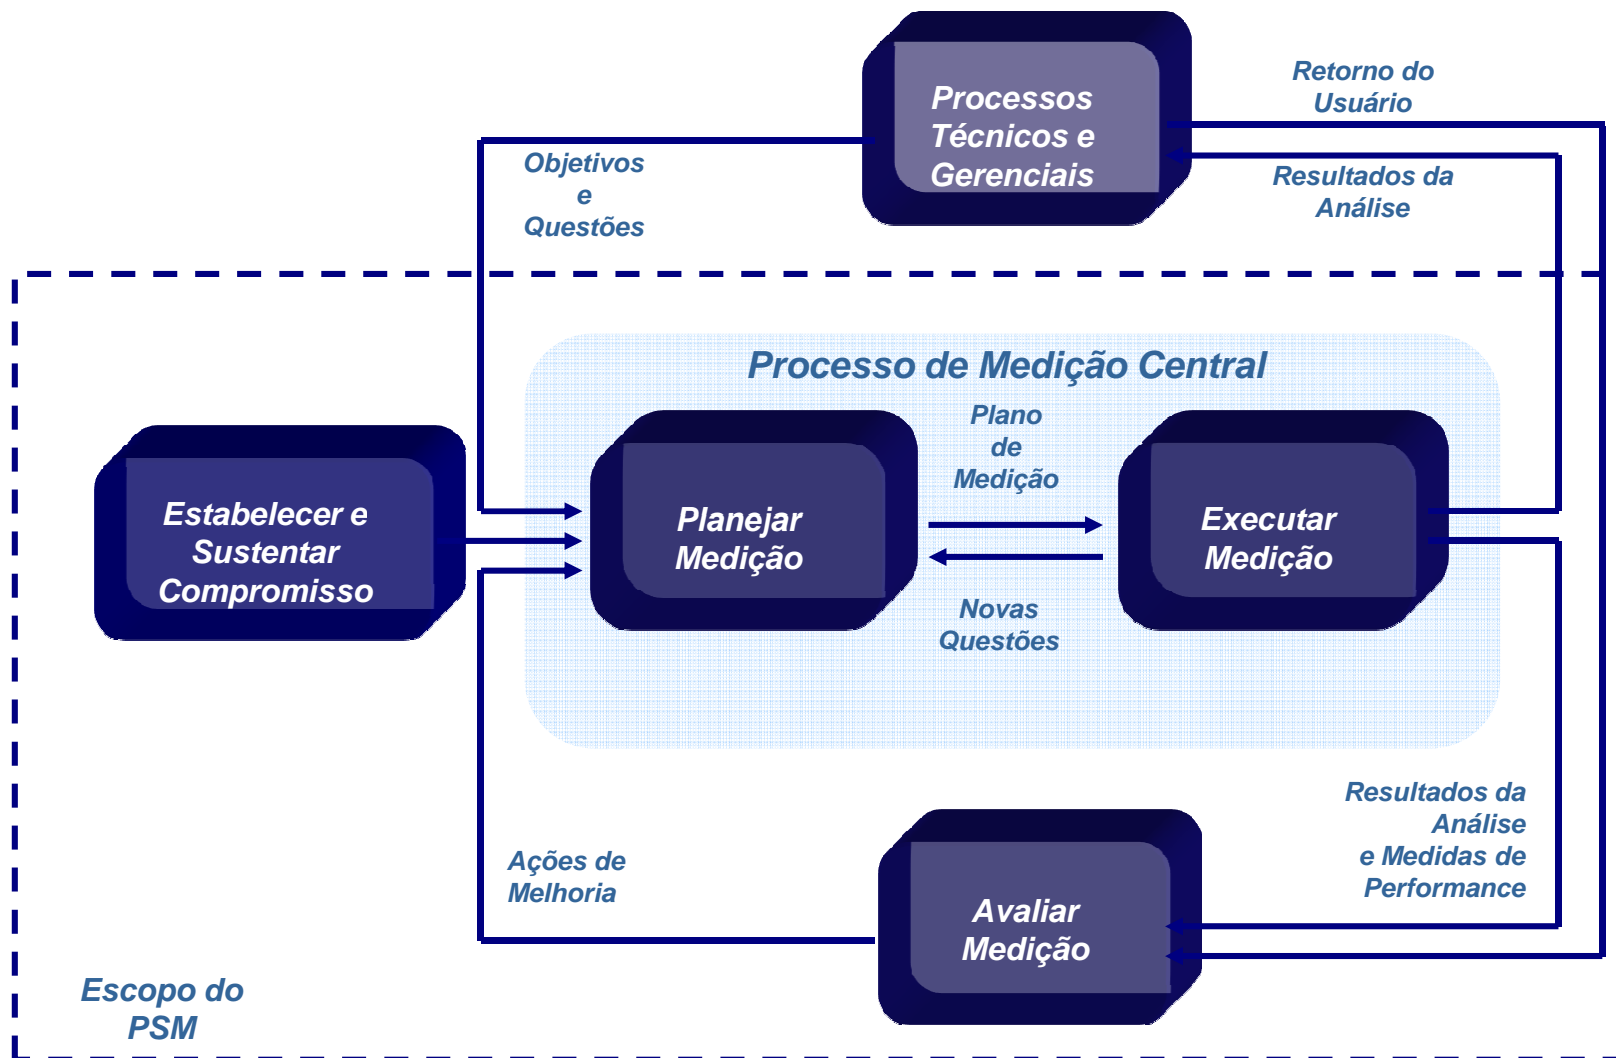 Processos
Técnicos e
Gerenciais
Retorno do
Usuário
Objetivos
e
Questões
Resultados da
Análise
Processo de Medição Central
Plano
de
Medição
Estabelecer e
Sustentar
Compromisso
Planejar
Medição
Executar
Medição
Novas
Questões
Resultados da
Análise
e Medidas de
Performance
Ações de
Melhoria
Avaliar
Medição
Escopo do
PSM